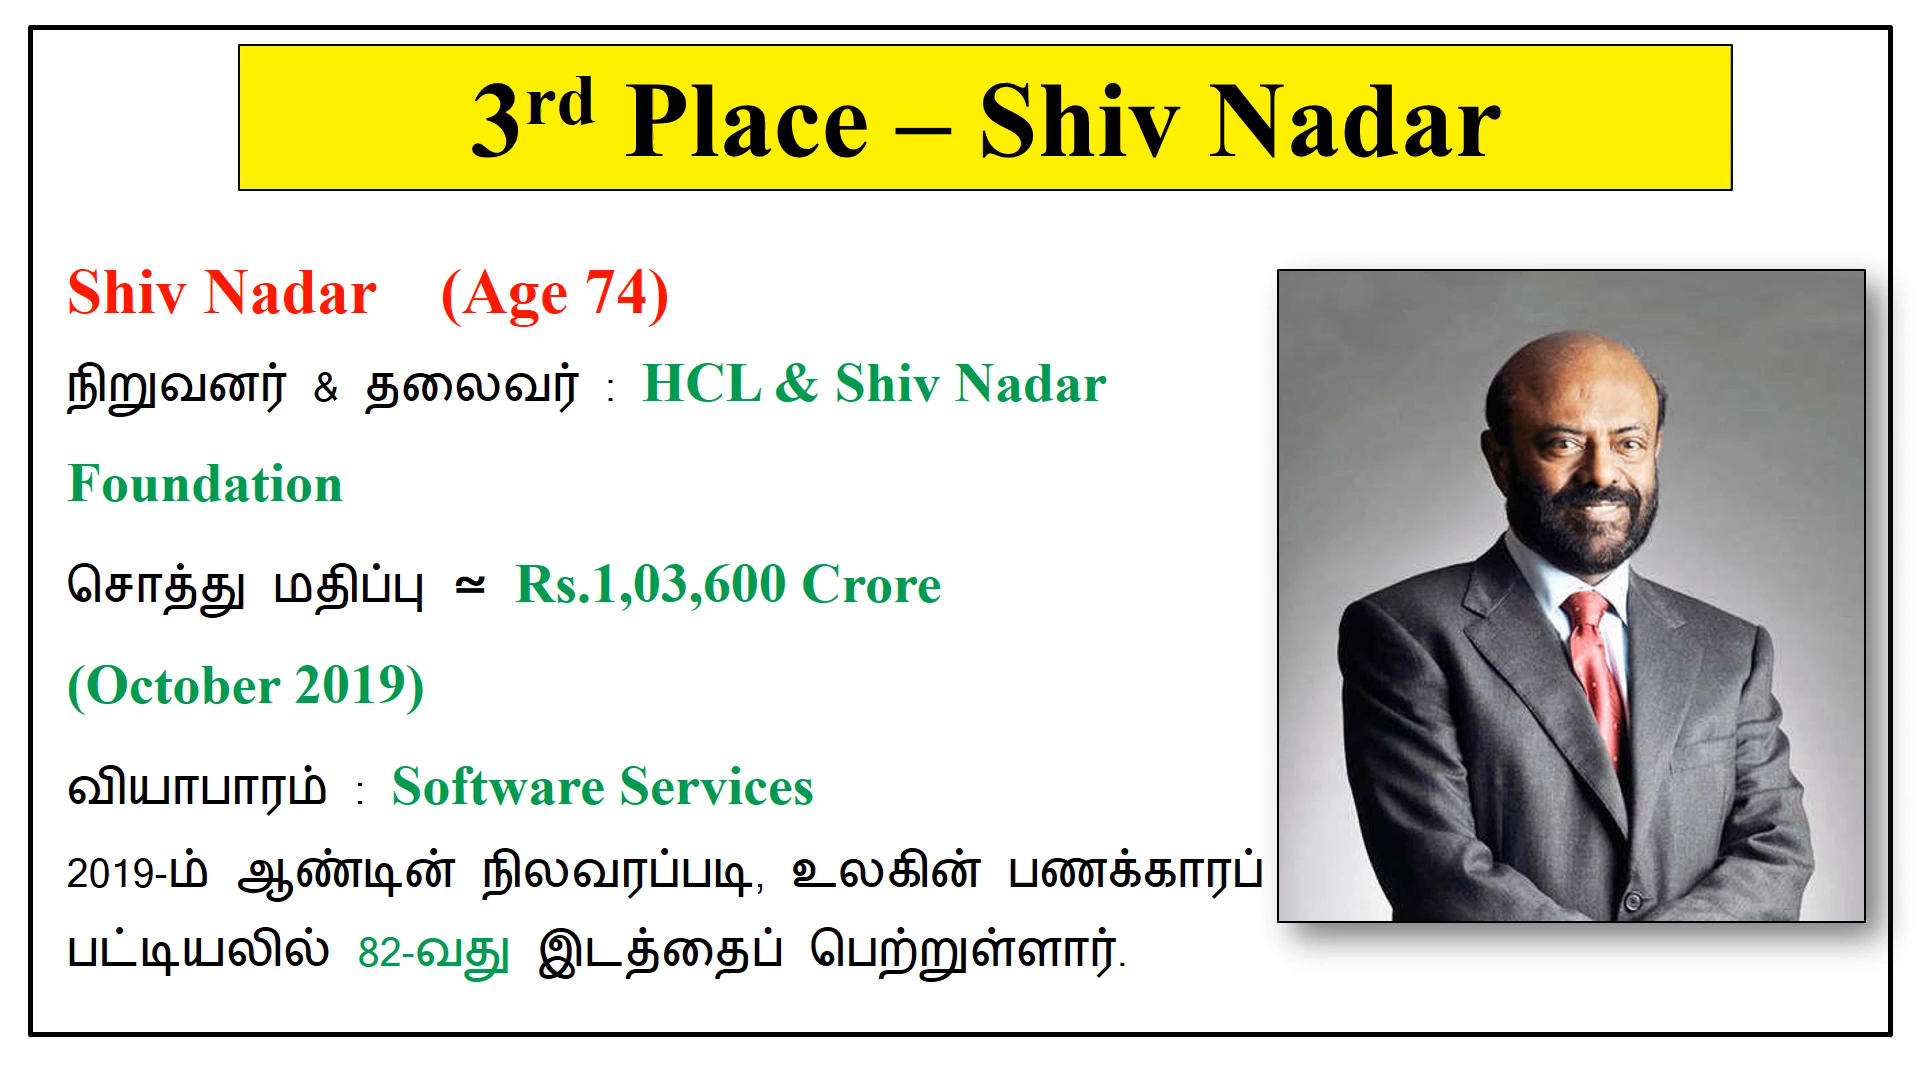 3rd Place – Shiv Nadar
Shiv Nadar (Age 74)
நிறுவனர் & தலைவர் : HCL & Shiv Nadar
Foundation
சொத்து மதிப்பு ≃ Rs.1,03,600 Crore
(October 2019)
வியாபாரம் : Software Services
2019-ம் ஆண்டின் நிலவரப்படி, உலகின் பணக்காரப்
பட்டியலில் 82-வது இடத்தைப் பெற்றுள்ளார்.